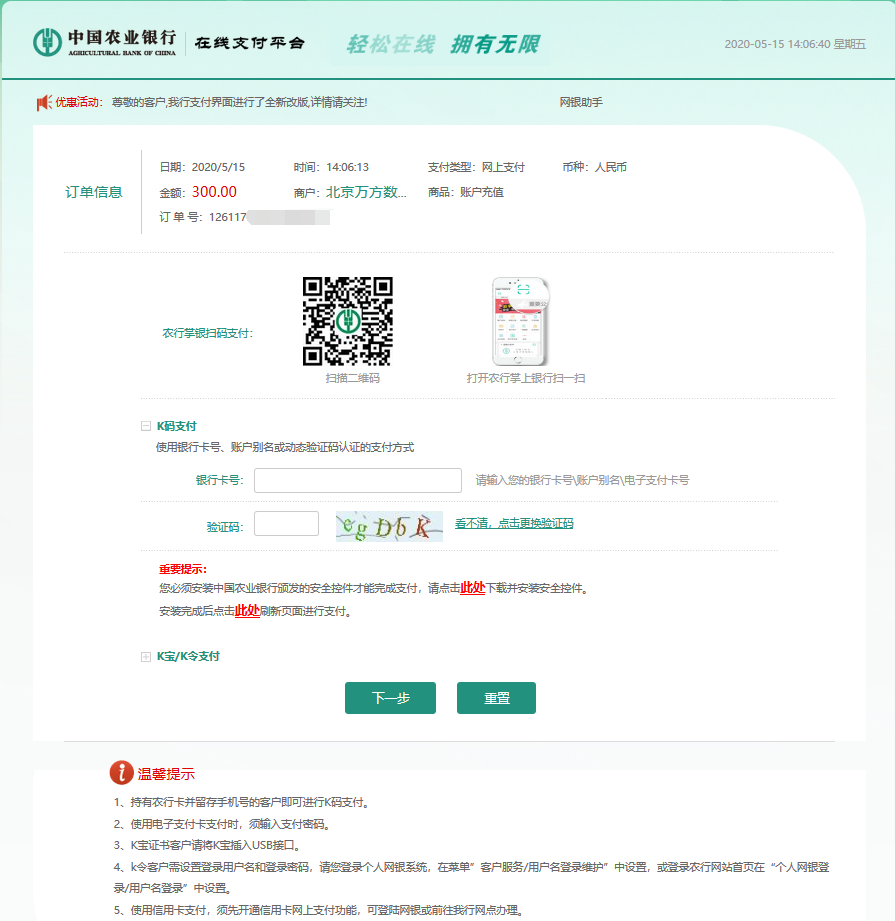 中国农业银行 在线支付平台 轻松在线 拥有无限 2020-05-15 14:06:40 星期五
AGRICULTURAL BANK OF CHINA
优惠活动: 尊敬的客户,我行支付界面进行了全新改版,详情请关注! 网银助手
日期: 2020/5/15 时间: 14:06:13 支付类型: 网上支付 币种: 人民币
订单信息 金额: 300.00 商户: 北京万方数... 商品: 账户充值
订 单 号: 126117
农行掌银扫码支付:
扫描二维码 打开农行掌上银行扫一扫
K码支付
使用银行卡号、账户别名或动态验证码认证的支付方式
银行卡号: 请输入您的银行卡号\账户别名\电子支付卡号
验证码: egDbK 看不清，点击更换验证码
重要提示:
您必须安装中国农业银行颁发的安全控件才能完成支付，请点击此处下载并安装安全控件。
安装完成后点击此处刷新页面进行支付。
K宝/K令支付
下一步 重置
温馨提示
1、持有农行卡并留存手机号的客户即可进行K码支付。
2、使用电子支付卡支付时，须输入支付密码。
3、K宝证书客户请将K宝插入USB接口。
4、k令客户需设置登录用户名和登录密码，请您登录个人网银系统，在菜单”客户服务/用户名登录维护”中设置，或登录农行网站首页在“个人网银登
录/用户名登录”中设置。
5、使用信用卡支付，须先开通信用卡网上支付功能，可登陆网银或前往我行网点办理。